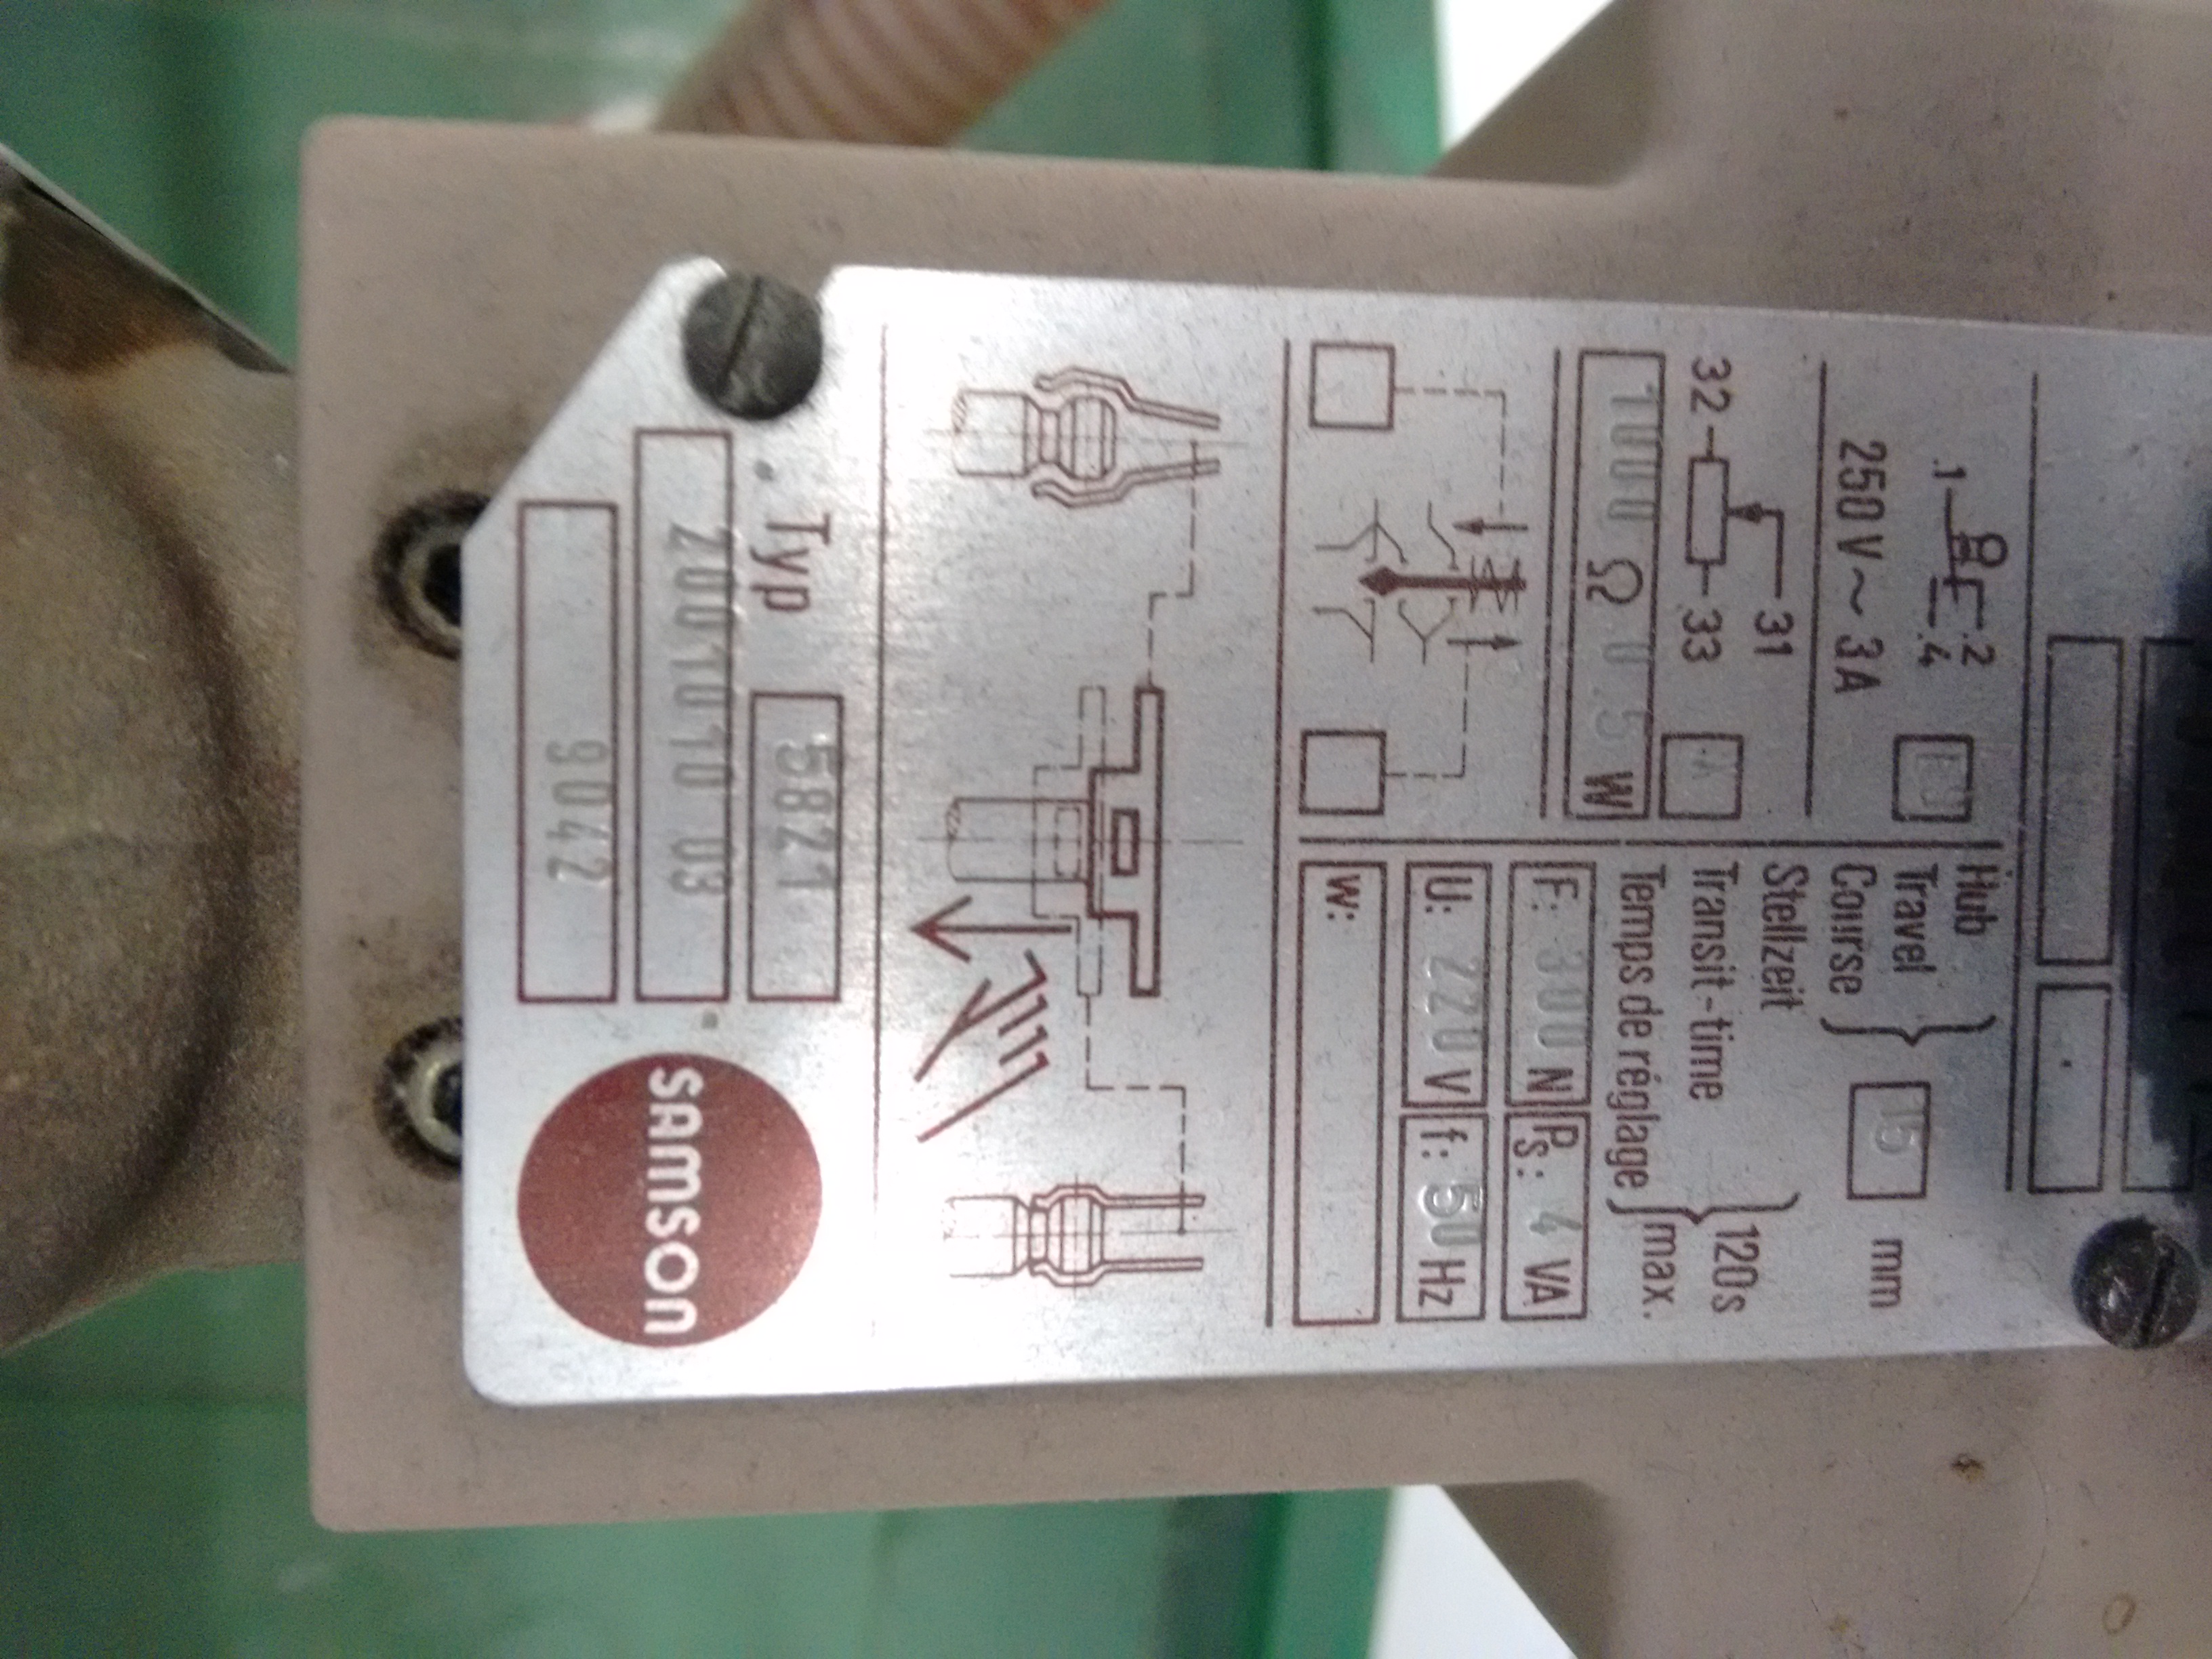 .1 .2
.4
250V~3A
31
32 33
1000 Ω 0.5 W
Hub
Travel
Course 15 mm
Stellzeit
Transit-time 120s
Temps de réglage max.
F: 300 N Ps: 4 VA
U: 220 V f: 50 Hz
W:
Typ 5821
2001010 03
9042
SAMSON